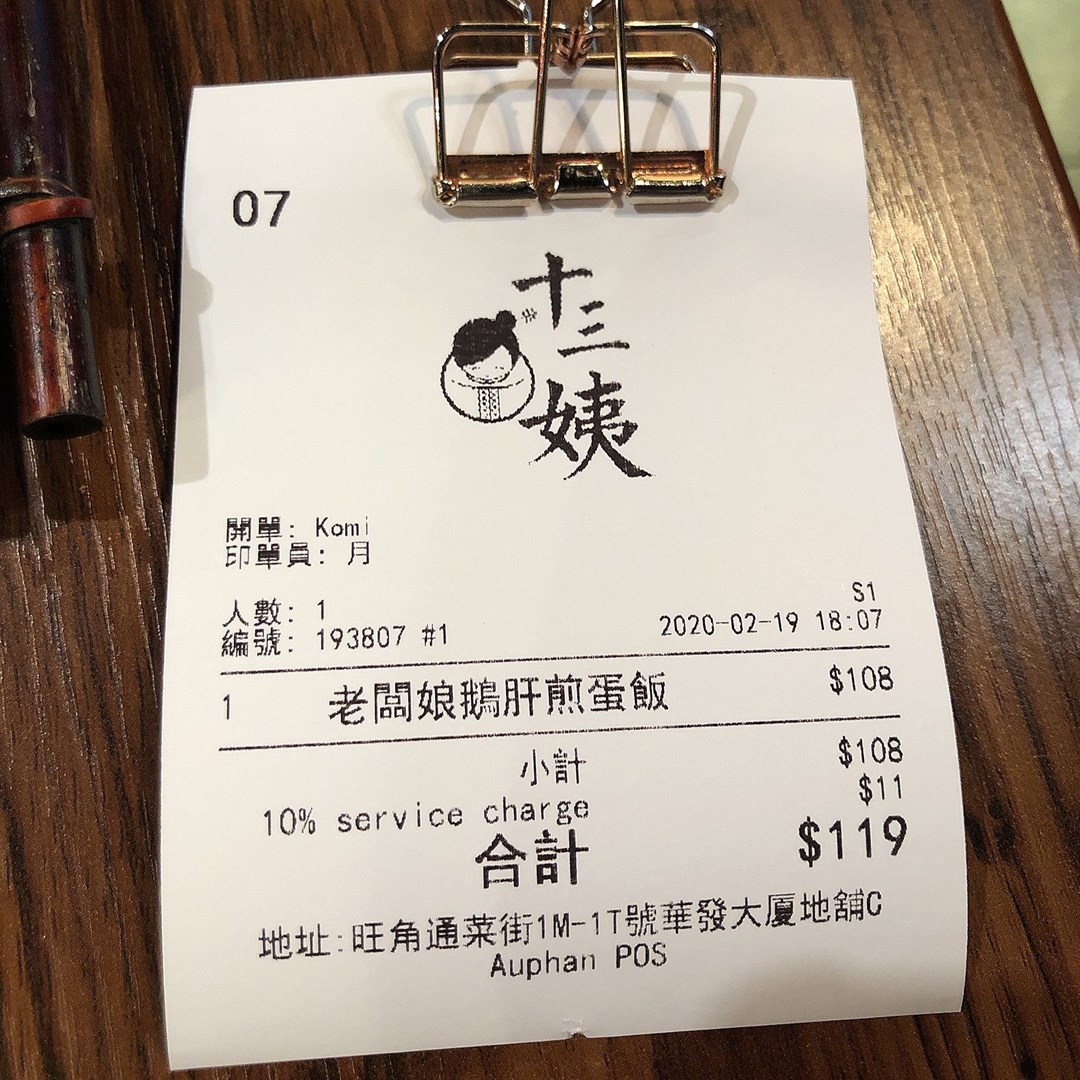 07
十三姨
開單: Komi
印單員: 月
人數: 1
S1
編號: 193807 #1 2020-02-19 18:07
1 老闆娘鵝肝煎蛋飯 $108
小計 $108
10% service charge $11
合計 $119
地址:旺角通菜街1M-1T號華發大厦地舖C
Auphan POS